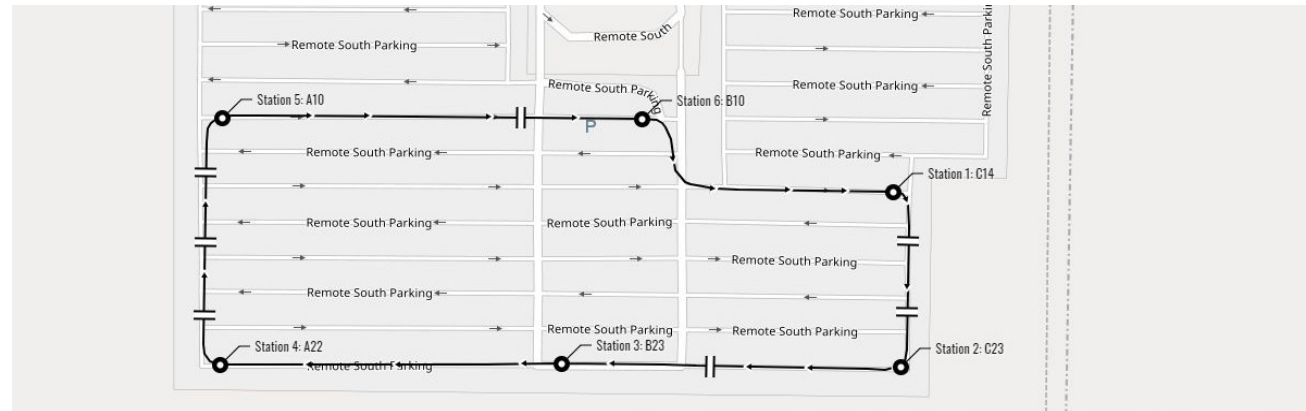 Remote South Parking
Remote South Parking
Remote South
Remote South Parking
Remote South Parking
Remote South Parking
Station 5: A10
Station 6: B10
P
Remote South Parking
Remote South Parking
Station 1: C14
Remote South Parking
Remote South Parking
Remote South Parking
Remote South Parking
Remote South Parking
Remote South Parking
Station 4: A22
Station 3: B23
Station 2: C23
Remote South Parking